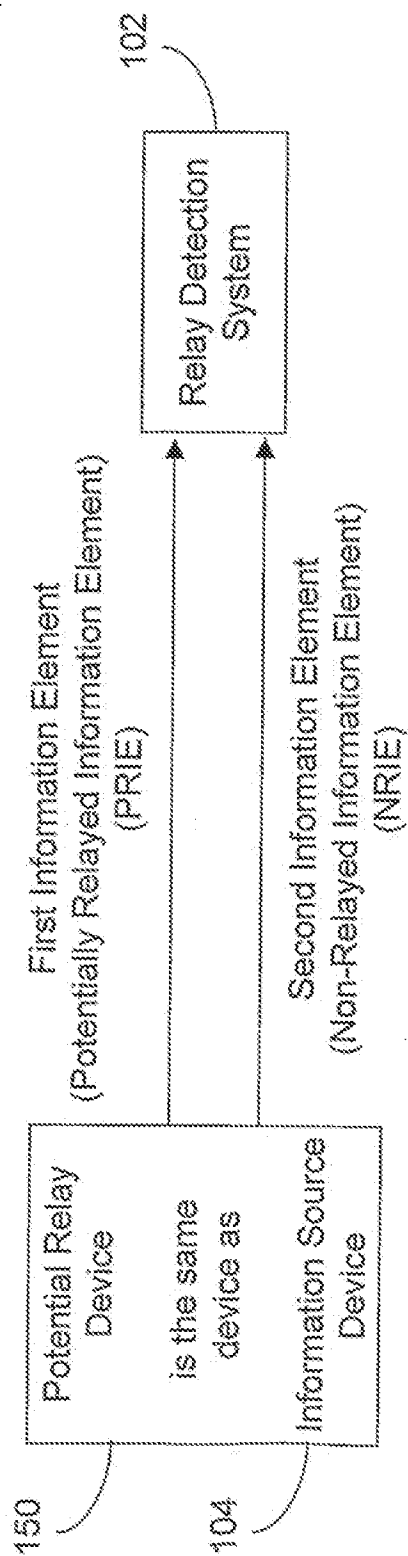 150
Potential Relay
Device
is the same
device as
104
Information Source
Device
First Information Element
(Potentially Relayed Information Element)
(PRIE)
Second Information Element
(Non-Relayed Information Element)
(NRIE)
102
Relay Detection
System